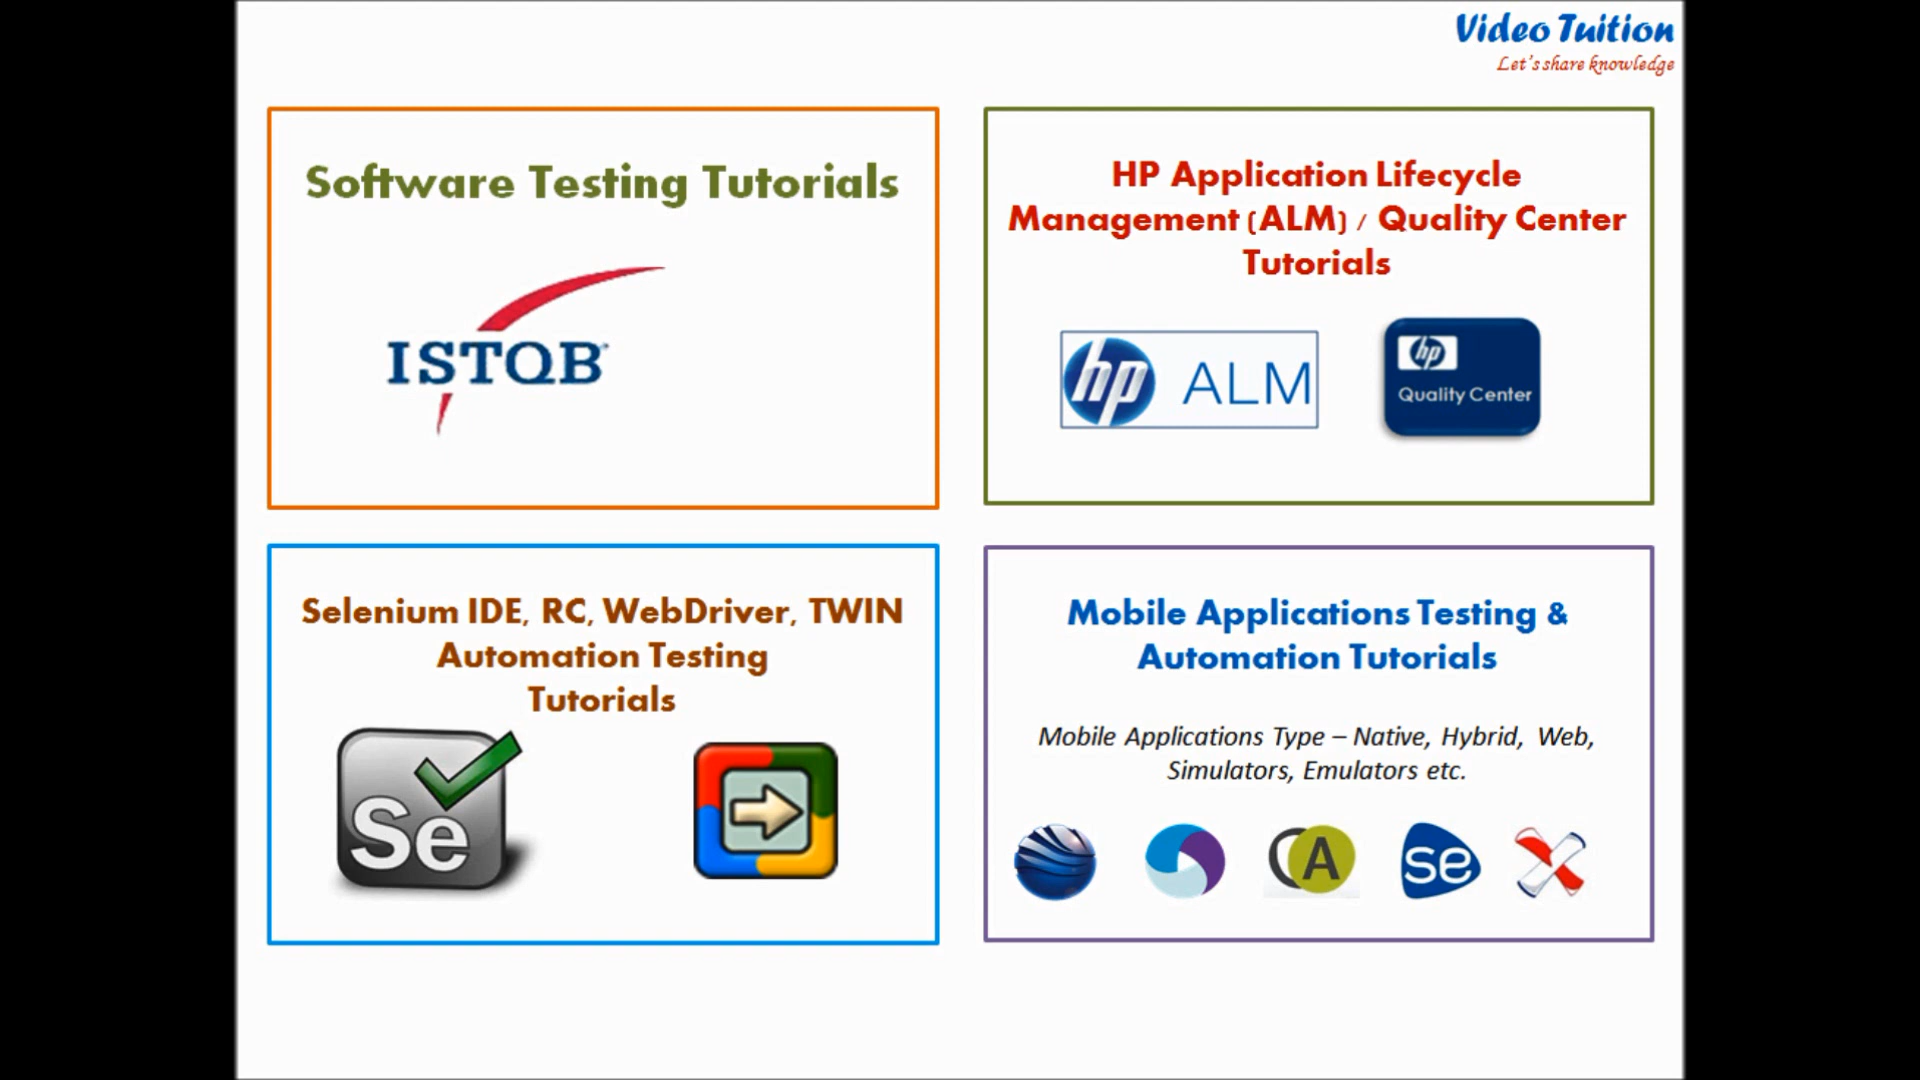 Video Tuition
Let's share knowledge
Software Testing Tutorials
ISTQB
HP Application Lifecycle
Management (ALM) / Quality Center
Tutorials
hp ALM
hp
Quality Center
Selenium IDE, RC, WebDriver, TWIN
Automation Testing
Tutorials
Se
Mobile Applications Testing &
Automation Tutorials
Mobile Applications Type – Native, Hybrid, Web,
Simulators, Emulators etc.
CA
se